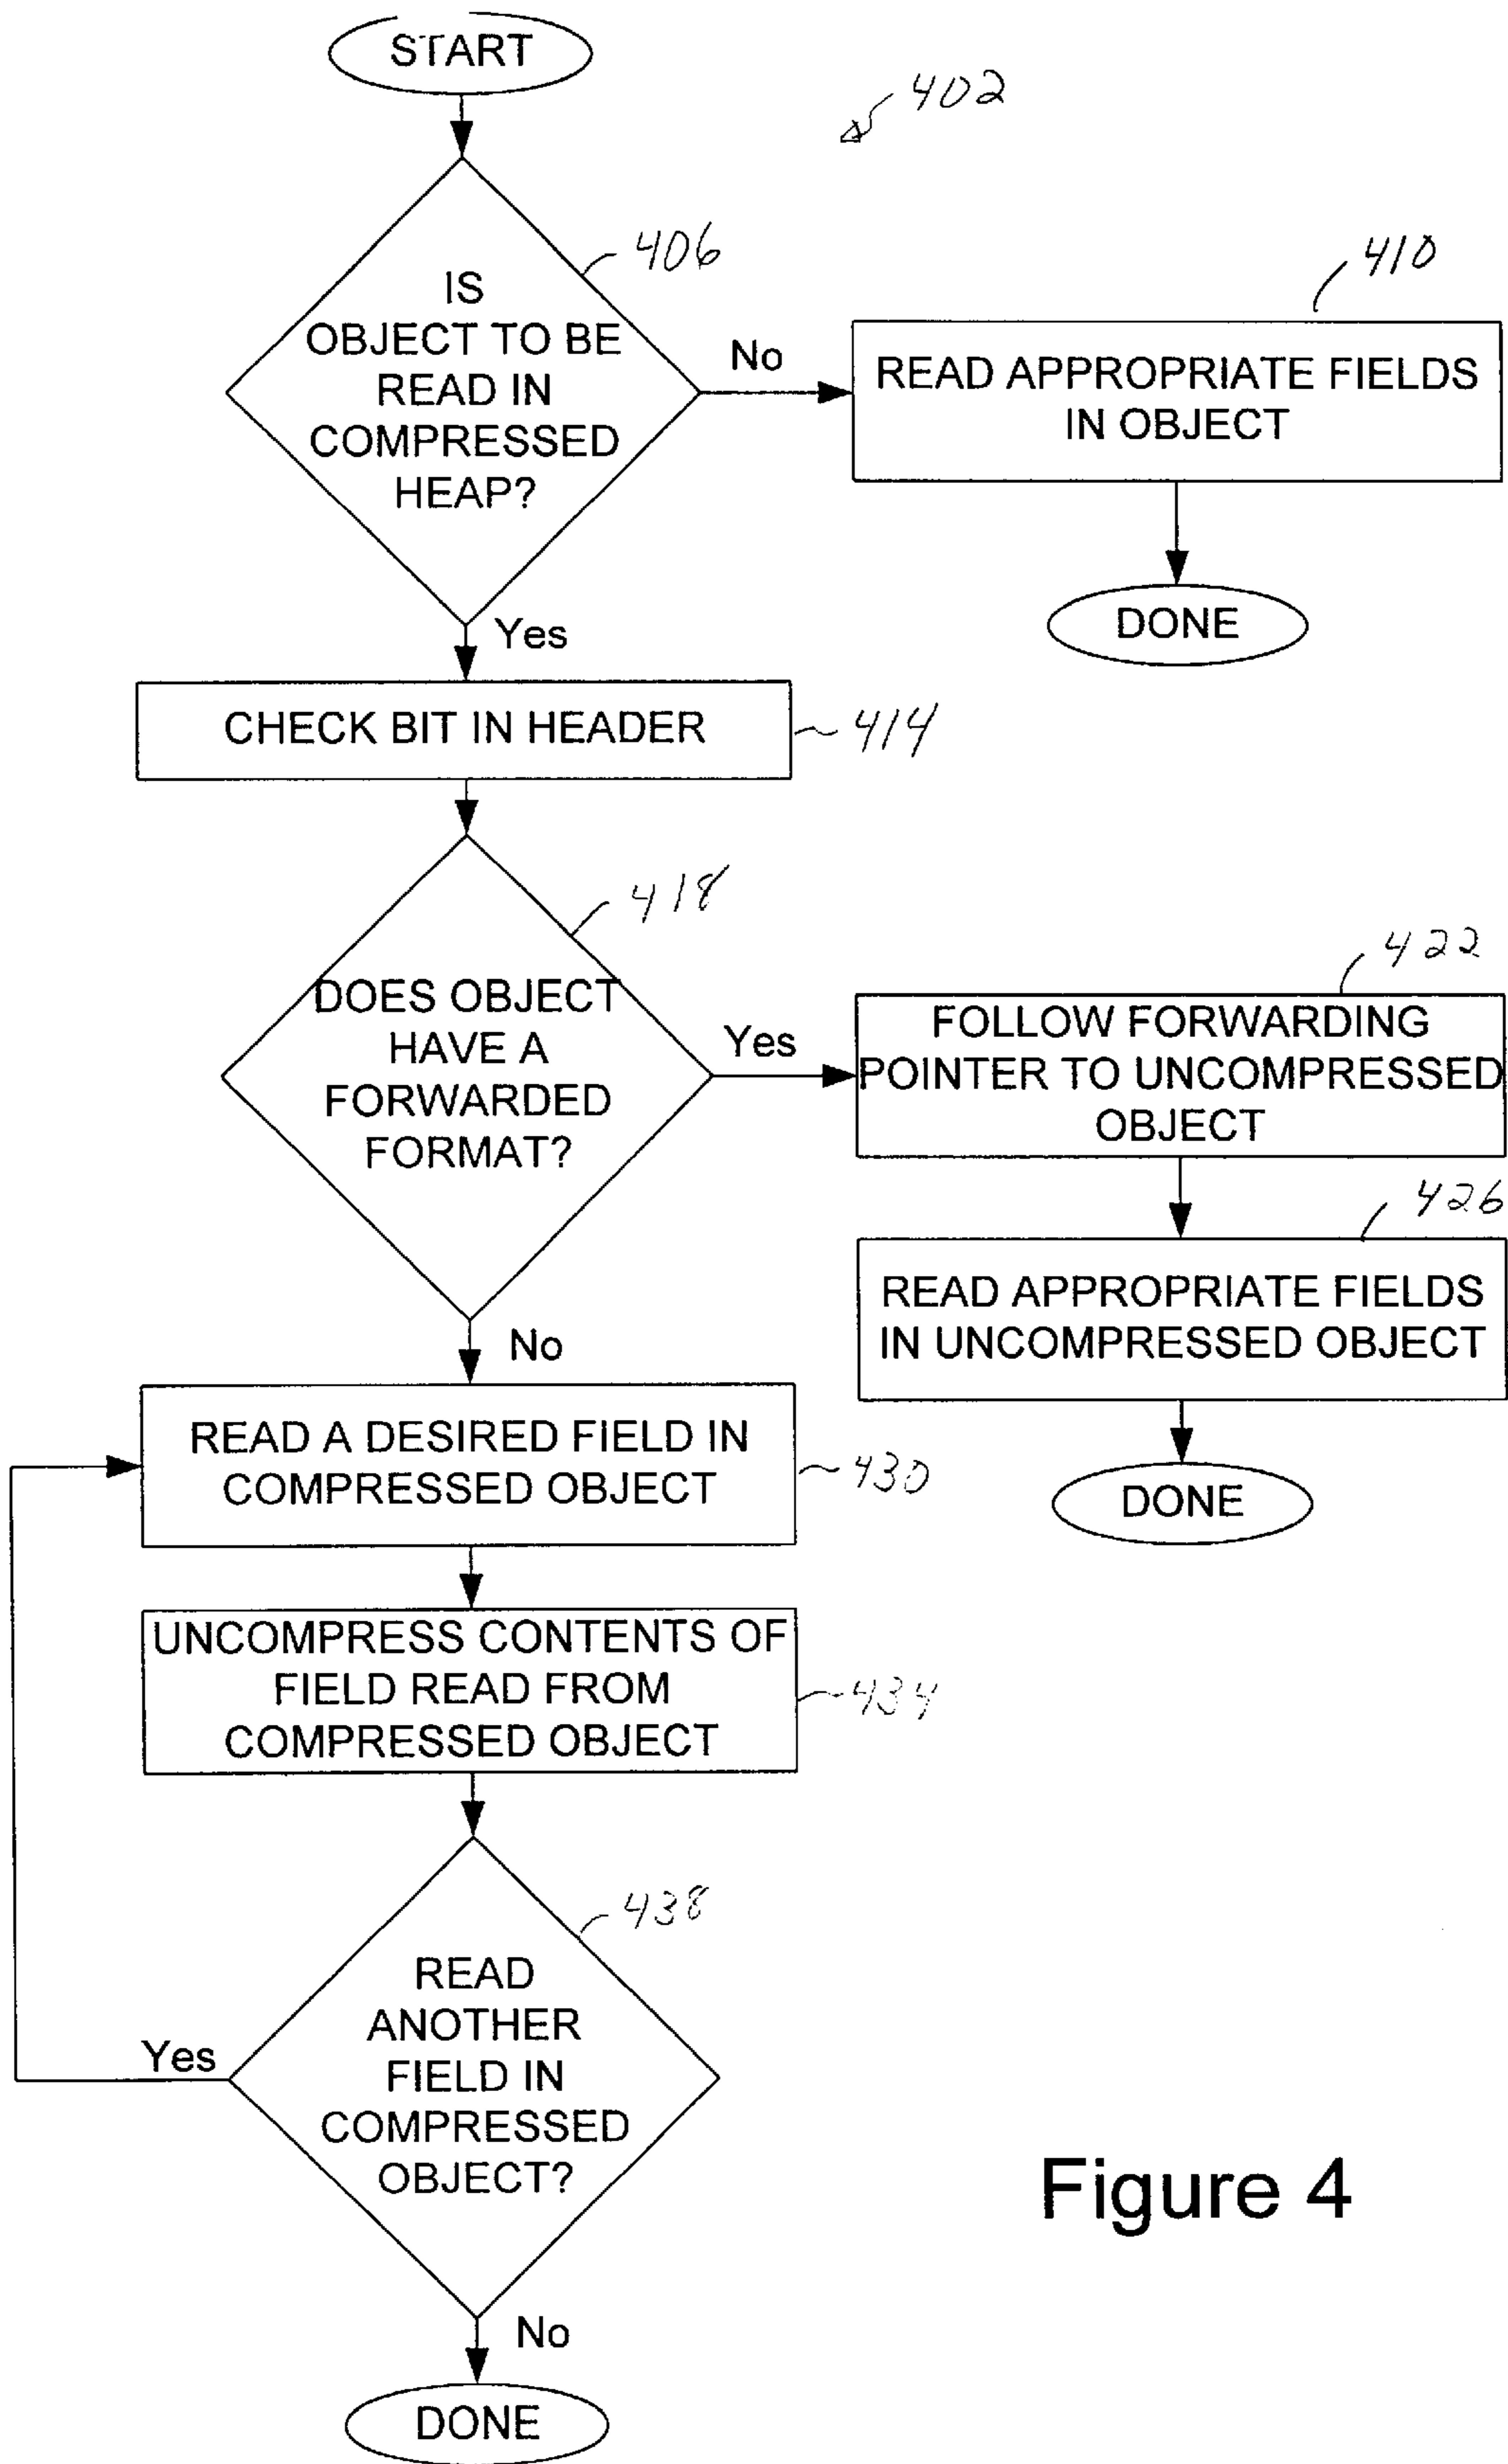 START
402
406
IS
OBJECT TO BE
READ IN
COMPRESSED
HEAP?
No
410
READ APPROPRIATE FIELDS
IN OBJECT
DONE
Yes
CHECK BIT IN HEADER
414
418
DOES OBJECT
HAVE A
FORWARDED
FORMAT?
Yes
422
FOLLOW FORWARDING
POINTER TO UNCOMPRESSED
OBJECT
426
READ APPROPRIATE FIELDS
IN UNCOMPRESSED OBJECT
DONE
No
READ A DESIRED FIELD IN
COMPRESSED OBJECT
430
UNCOMPRESS CONTENTS OF
FIELD READ FROM
COMPRESSED OBJECT
434
438
READ
ANOTHER
FIELD IN
COMPRESSED
OBJECT?
Yes
No
DONE
Figure 4